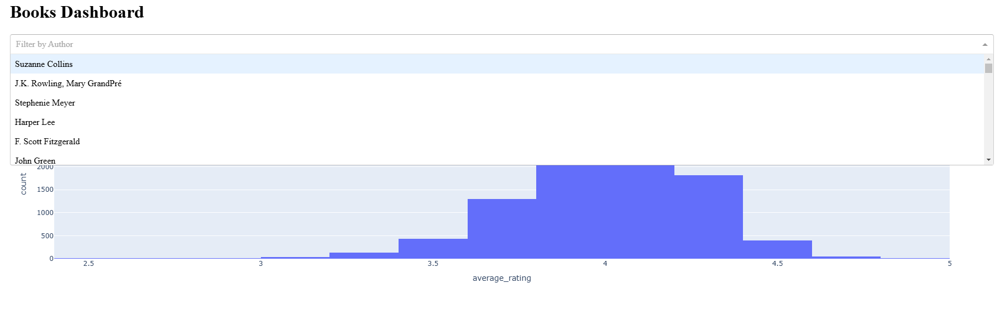 Books Dashboard
Filter by Author
Suzanne Collins
J.K. Rowling, Mary GrandPré
Stephenie Meyer
Harper Lee
F. Scott Fitzgerald
John Green
2000
count
1500
1000
500
0
2.5 3 3.5 4 4.5 5
average_rating